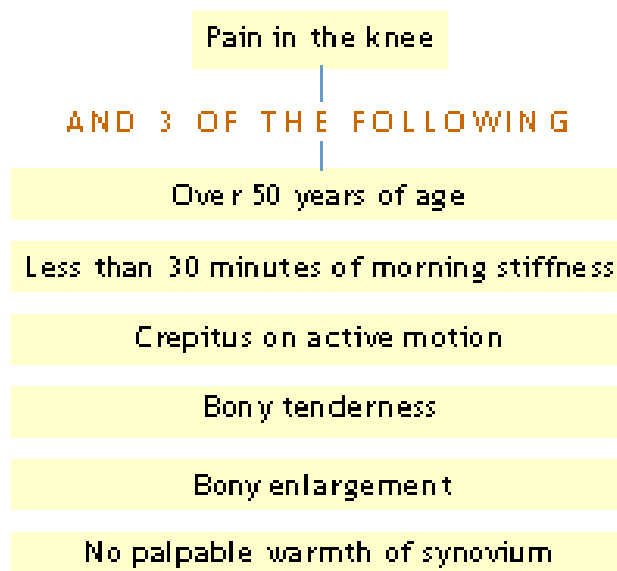 Pain in the knee
AND 3 OF THE FOLLOWING
Over 50 years of age
Less than 30 minutes of morning stiffness
Crepitus on active motion
Bony tenderness
Bony enlargement
No palpable warmth of synovium